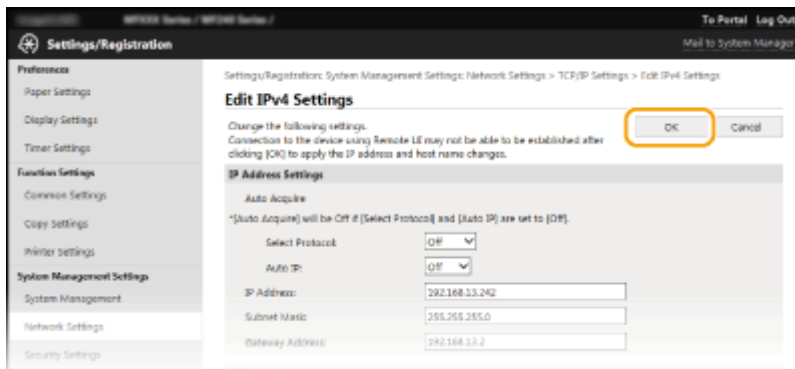 MFXXX Series / MF240 Series /
To Portal Log Out
Settings/Registration
Mail to System Manager
Preferences
Paper Settings
Display Settings
Timer Settings
Function Settings
Common Settings
Copy Settings
Printer Settings
System Management Settings
System Management
Network Settings
Security Settings
Settings/Registration: System Management Settings: Network Settings > TCP/IP Settings > Edit IPv4 Settings
Edit IPv4 Settings
Change the following settings.
Connection to the device using Remote UI may not be able to be established after
clicking [OK] to apply the IP address and host name changes.
OK Cancel
IP Address Settings
Auto Acquire
*[Auto Acquire] will be Off if [Select Protocol] and [Auto IP] are set to [Off].
Select Protocol: Off
Auto IP: Off
IP Address: 192.168.13.242
Subnet Mask: 255.255.255.0
Gateway Address: 192.168.13.2